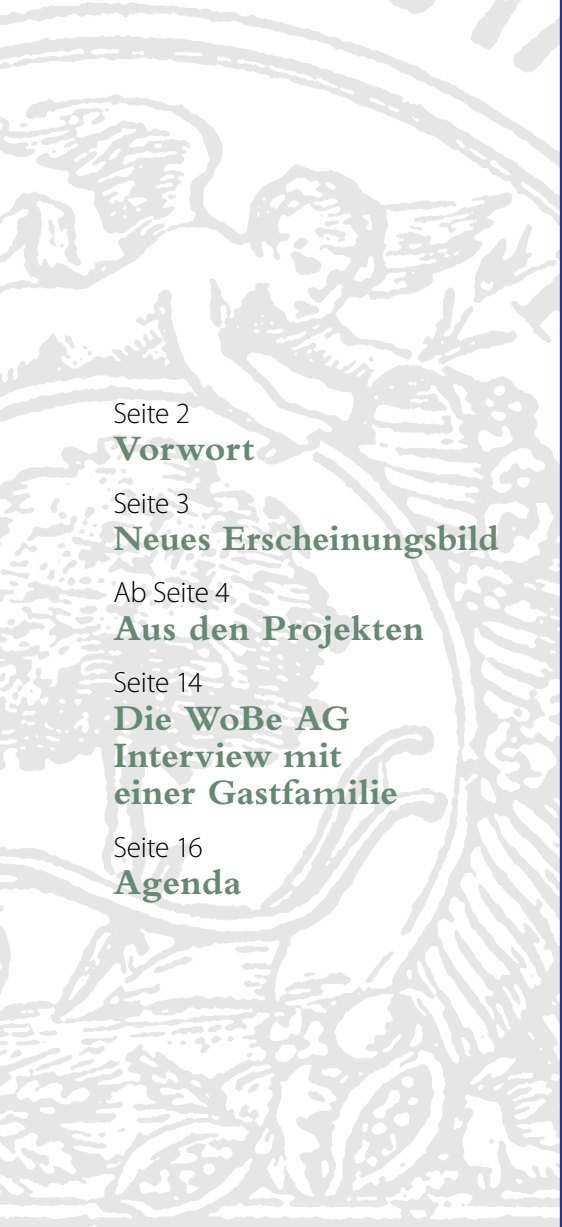 Seite 2
Vorwort
Seite 3
Neues Erscheinungsbild
Ab Seite 4
Aus den Projekten
Seite 14
Die WoBe AG
Interview mit
einer Gastfamilie
Seite 16
Agenda